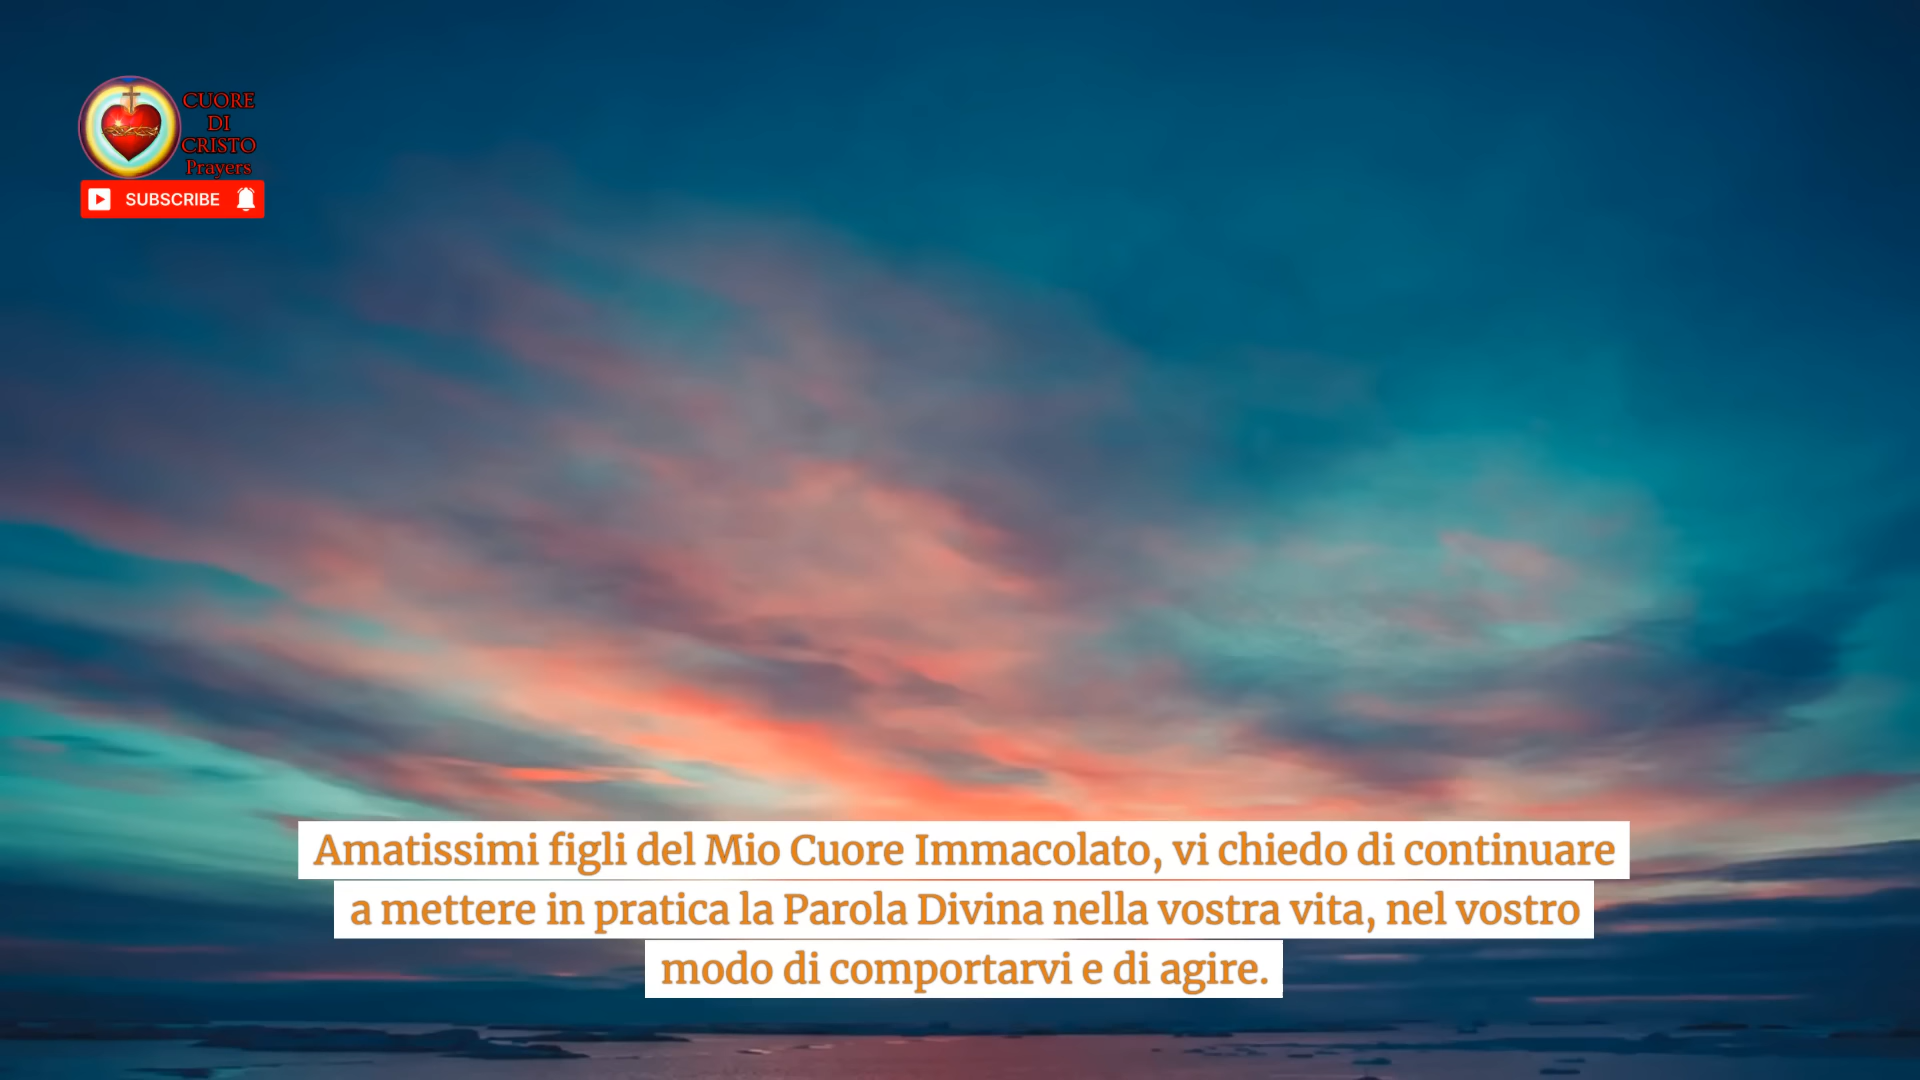 CUORE
DI
CRISTO
Prayers
SUBSCRIBE
Amatissimi figli del Mio Cuore Immacolato, vi chiedo di continuare
a mettere in pratica la Parola Divina nella vostra vita, nel vostro
modo di comportarvi e di agire.